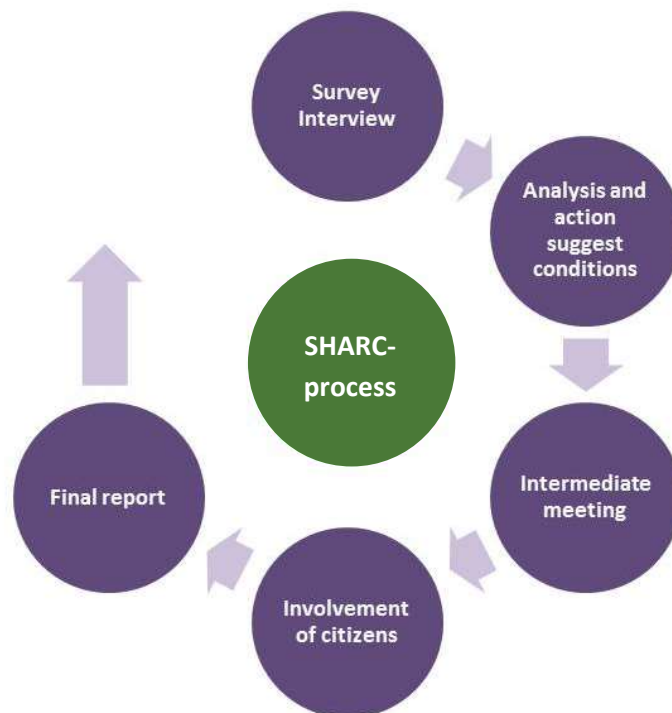 Survey
Interview
Analysis and
action
suggest
conditions
SHARC-
process
Intermediate
meeting
Final report
Involvement
of citizens